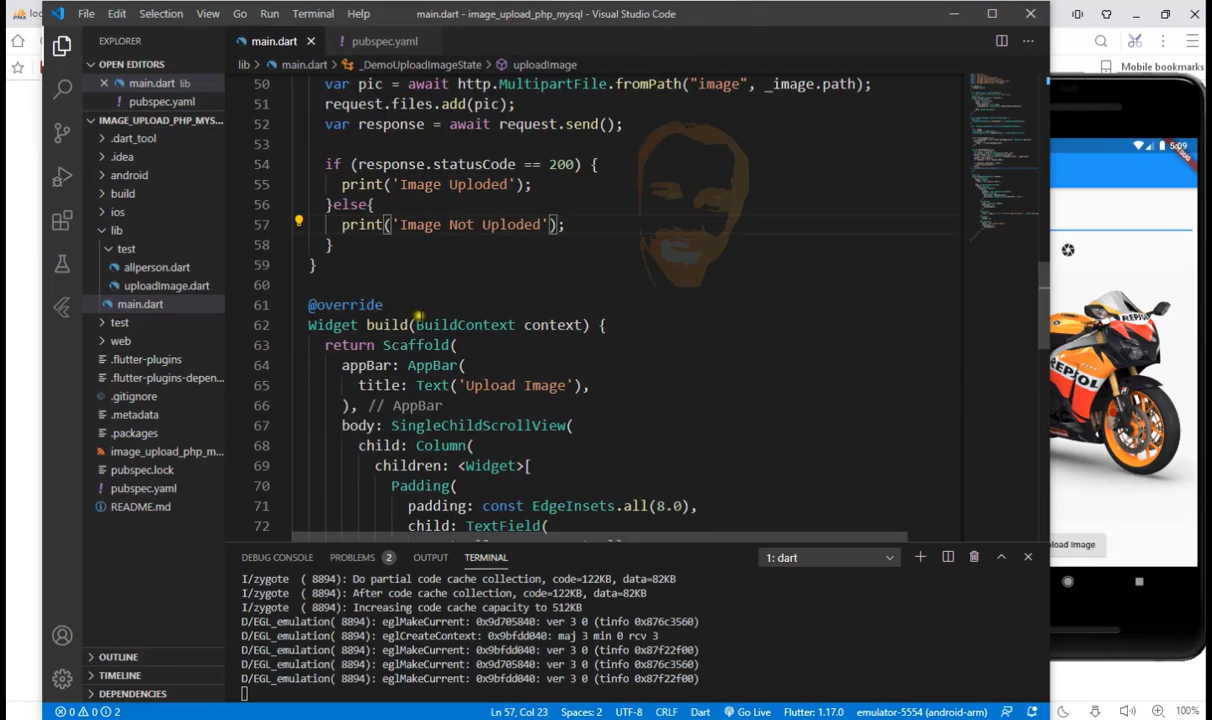 PMA
loc
File Edit Selection View Go Run Terminal Help
main.dart - image_upload_php_mysql - Visual Studio Code
EXPLORER
OPEN EDITORS
main.dart lib
pubspec.yaml
IMAGE_UPLOAD_PHP_MYS...
.dart_tool
.idea
android
build
ios
lib
test
allperson.dart
uploadImage.dart
main.dart
test
web
.flutter-plugins
.flutter-plugins-depen...
.gitignore
.metadata
.packages
image_upload_php_m...
pubspec.lock
pubspec.yaml
README.md
OUTLINE
TIMELINE
DEPENDENCIES
main.dart pubspec.yaml
lib main.dart _DemoUploadImageState uploadImage
50 var pic = await http.MultipartFile.fromPath("image", _image.path);
51 request.files.add(pic);
52 var response = await request.send();
53
54 if (response.statusCode == 200) {
55 print('Image Uploded');
56 }else{
57 print('Image Not Uploded');
58 }
59 }
60
61 @override
62 Widget build(BuildContext context) {
63 return Scaffold(
64 appBar: AppBar(
65 title: Text('Upload Image'),
66 ), // AppBar
67 body: SingleChildScrollView(
68 child: Column(
69 children: <Widget>[
70 Padding(
71 padding: const EdgeInsets.all(8.0),
72 child: TextField(
DEBUG CONSOLE PROBLEMS 2 OUTPUT TERMINAL 1: dart
I/zygote ( 8894): Do partial code cache collection, code=122KB, data=82KB
I/zygote ( 8894): After code cache collection, code=122KB, data=82KB
I/zygote ( 8894): Increasing code cache capacity to 512KB
D/EGL_emulation( 8894): eglMakeCurrent: 0x9d705840: ver 3 0 (tinfo 0x876c3560)
D/EGL_emulation( 8894): eglCreateContext: 0x9bfdd040: maj 3 min 0 rcv 3
D/EGL_emulation( 8894): eglMakeCurrent: 0x9bfdd040: ver 3 0 (tinfo 0x87f22f00)
D/EGL_emulation( 8894): eglMakeCurrent: 0x9d705840: ver 3 0 (tinfo 0x876c3560)
D/EGL_emulation( 8894): eglMakeCurrent: 0x9bfdd040: ver 3 0 (tinfo 0x87f22f00)
0 0 2
Ln 57, Col 23 Spaces: 2 UTF-8 CRLF Dart Go Live Flutter: 1.17.0 emulator-5554 (android-arm)
Mobile bookmarks
5:09
DEBUG
REPSOL
REPSOL
load Image
100%